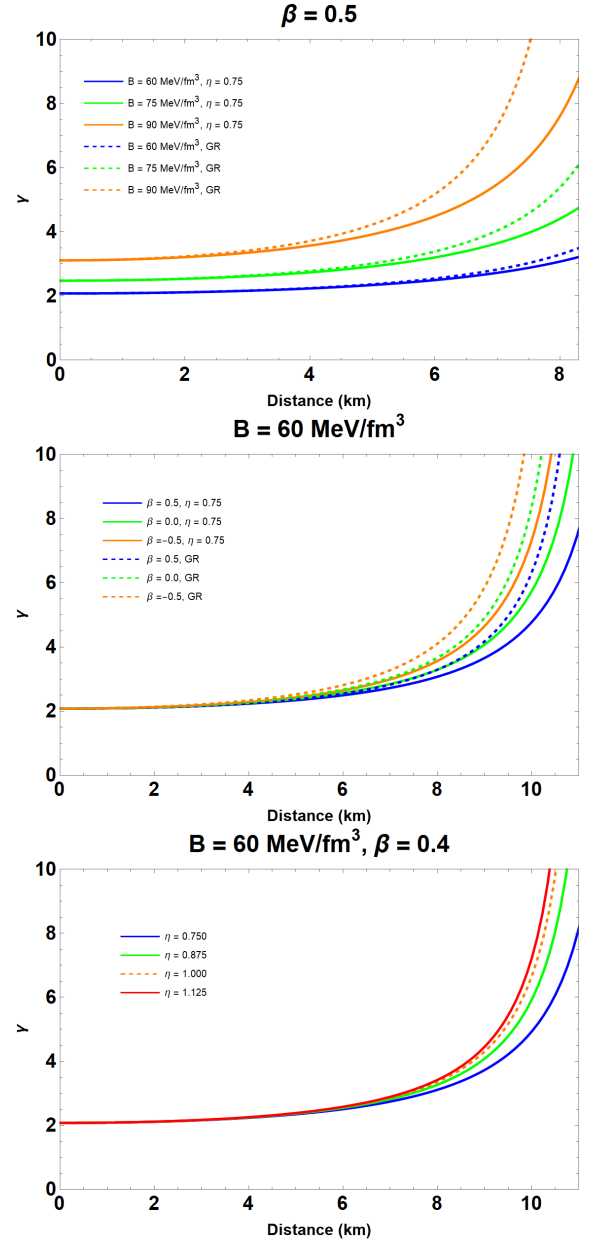 β = 0.5
10
8
6
4
2
0
γ
B = 60 MeV/fm³, η = 0.75
B = 75 MeV/fm³, η = 0.75
B = 90 MeV/fm³, η = 0.75
B = 60 MeV/fm³, GR
B = 75 MeV/fm³, GR
B = 90 MeV/fm³, GR
0 2 4 6 8
Distance (km)
B = 60 MeV/fm³
10
8
6
4
2
0
γ
β = 0.5, η = 0.75
β = 0.0, η = 0.75
β =−0.5, η = 0.75
β = 0.5, GR
β = 0.0, GR
β =−0.5, GR
0 2 4 6 8 10
Distance (km)
B = 60 MeV/fm³, β = 0.4
10
8
6
4
2
0
γ
η = 0.750
η = 0.875
η = 1.000
η = 1.125
0 2 4 6 8 10
Distance (km)